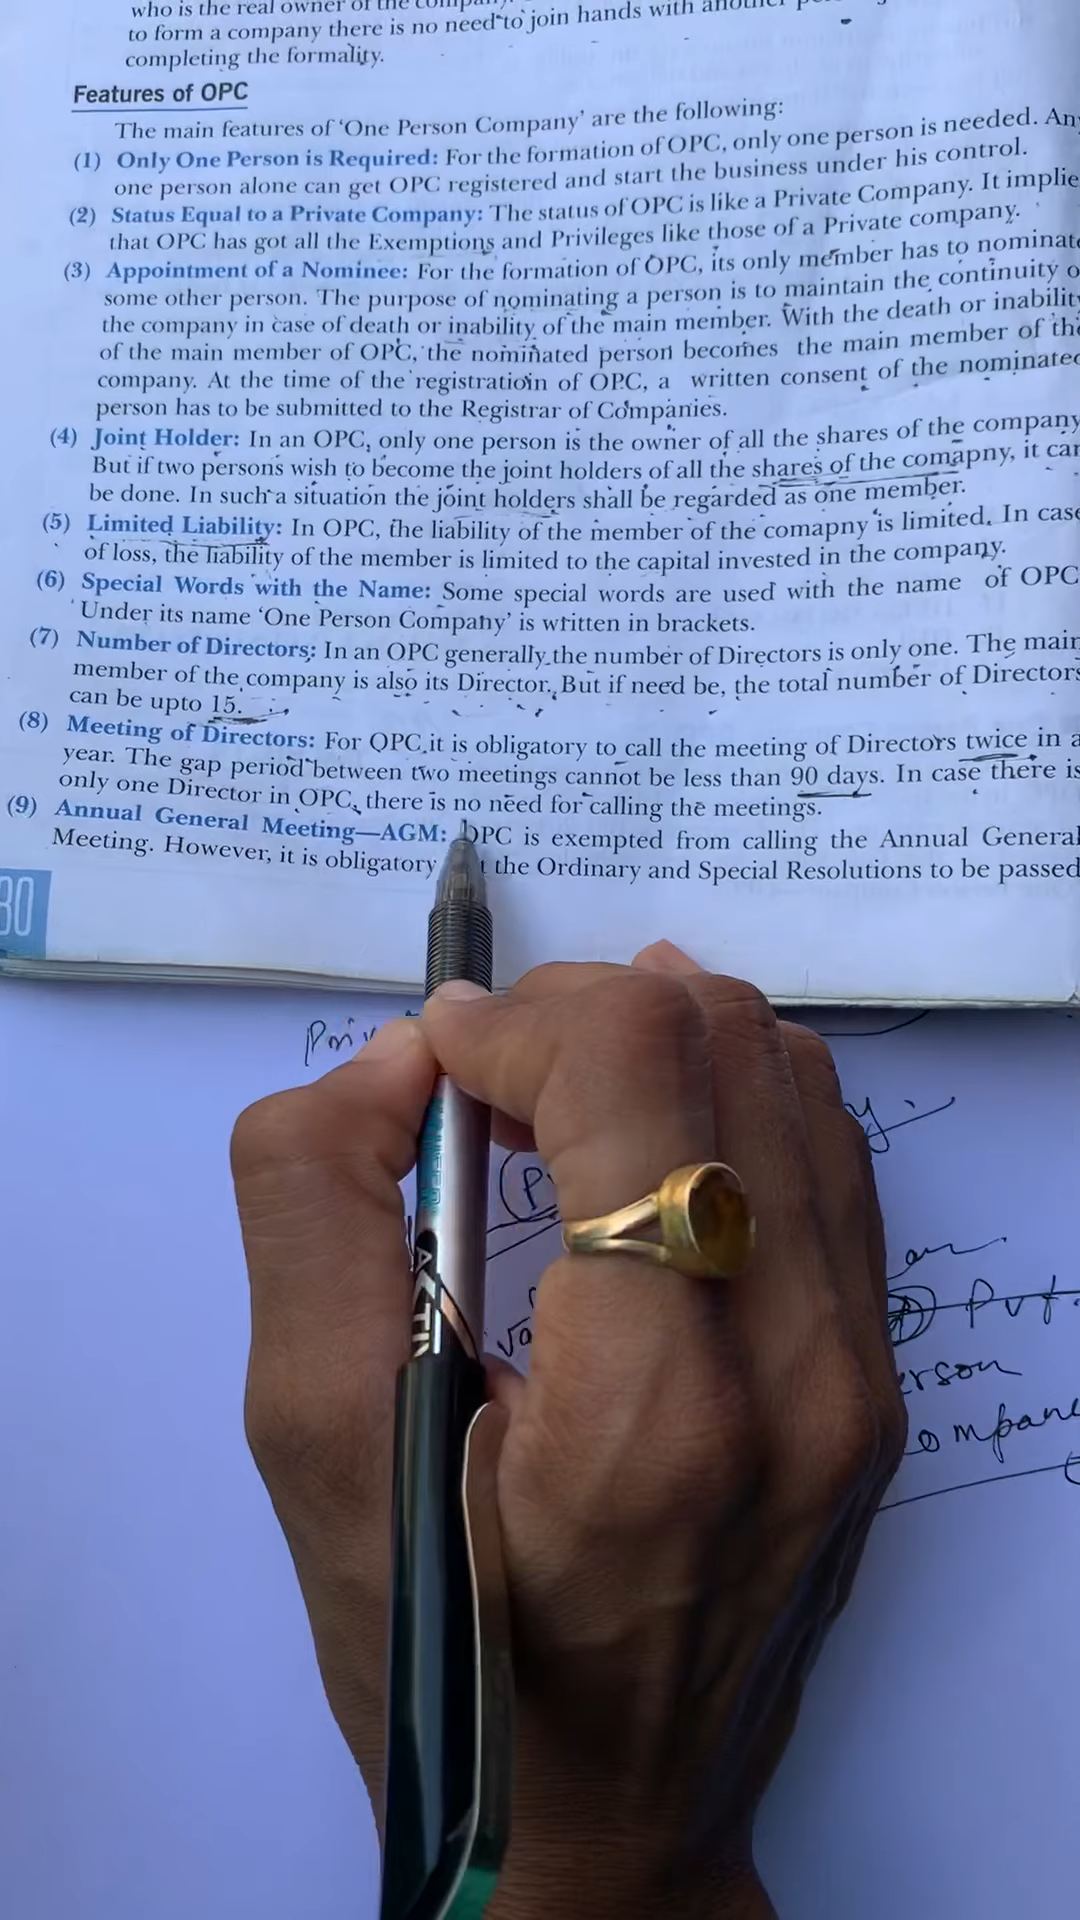 who is the real owner of the
to form a company there is no need to join hands with
completing the formality.
Features of OPC
The main features of ‘One Person Company’ are the following:
(1) Only One Person is Required: For the formation of OPC, only one person is needed. An
one person alone can get OPC registered and start the business under his control.
(2) Status Equal to a Private Company: The status of OPC is like a Private Company. It implie
that OPC has got all the Exemptions and Privileges like those of a Private company.
(3) Appointment of a Nominee: For the formation of OPC, its only member has to nominat
some other person. The purpose of nominating a person is to maintain the continuity o
the company in case of death or inability of the main member. With the death or inabilit
of the main member of OPC, the nominated person becomes the main member of th
company. At the time of the registratioin of OPC, a written consent of the nominate
person has to be submitted to the Registrar of Companies.
(4) Joint Holder: In an OPC, only one person is the owner of all the shares of the company
But if two persons wish to become the joint holders of all the shares of the comapny, it can
be done. In such a situation the joint holders shall be regarded as one member.
(5) Limited Liability: In OPC, the liability of the member of the comapny is limited. In case
of loss, the liability of the member is limited to the capital invested in the company.
(6) Special Words with the Name: Some special words are used with the name of OPC
Under its name ‘One Person Company’ is written in brackets.
(7) Number of Directors: In an OPC generally the number of Directors is only one. The main
member of the company is also its Director. But if need be, the total number of Directors
can be upto 15.
(8) Meeting of Directors: For OPC it is obligatory to call the meeting of Directors twice in a
year. The gap period between two meetings cannot be less than 90 days. In case there is
only one Director in OPC, there is no need for calling the meetings.
(9) Annual General Meeting—AGM: OPC is exempted from calling the Annual General
Meeting. However, it is obligatory the Ordinary and Special Resolutions to be passed
30
Pri
y.
(P
an.
Pvt.
va
erson
ompany
ACTI